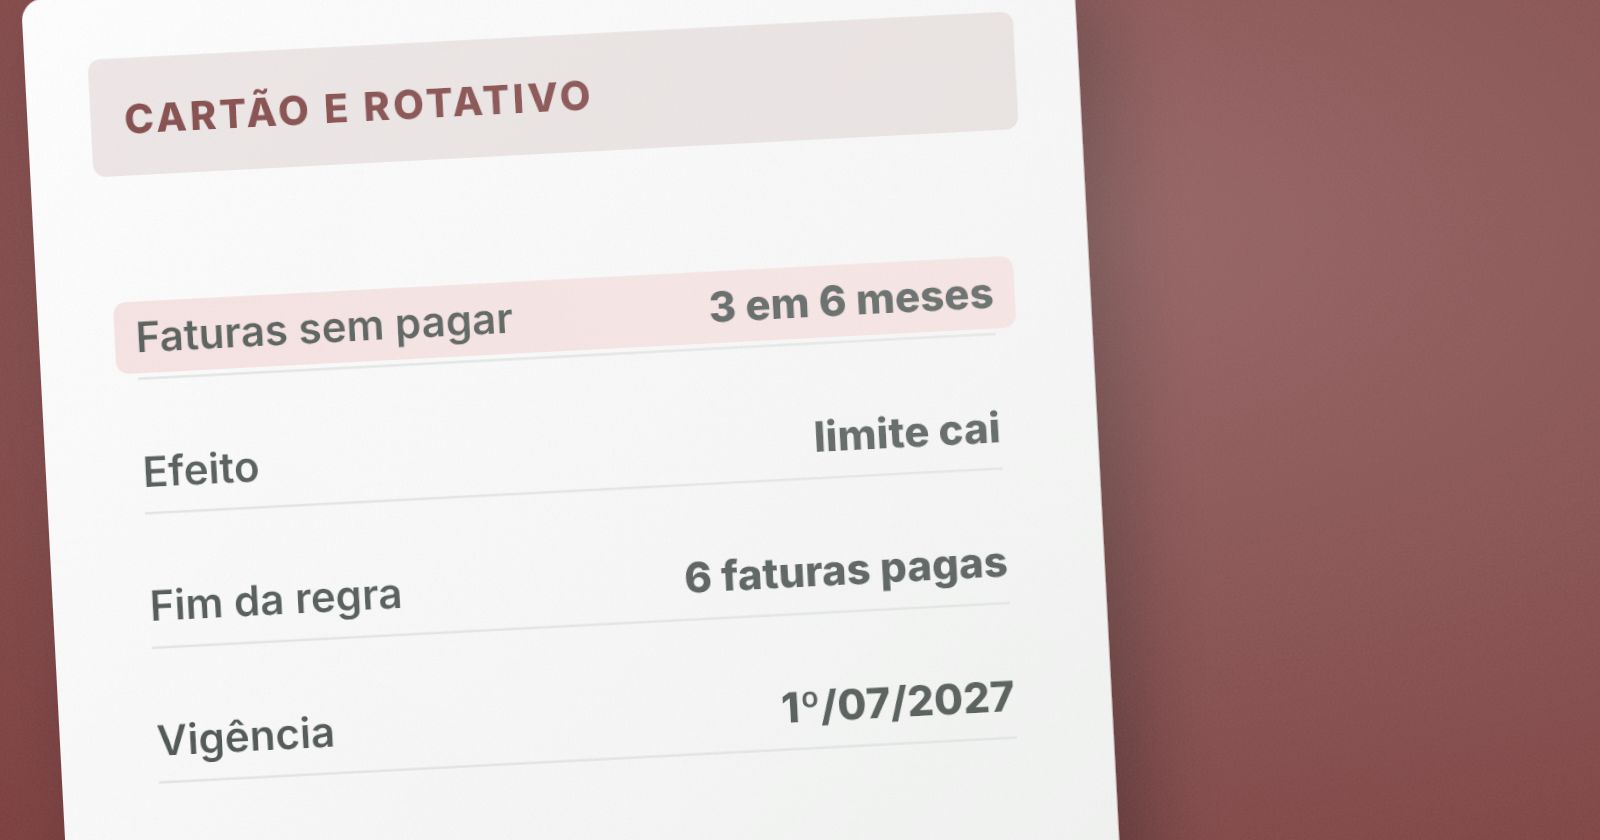 CARTÃO E ROTATIVO
Faturas sem pagar 3 em 6 meses
Efeito limite cai
Fim da regra 6 faturas pagas
Vigência 1º/07/2027